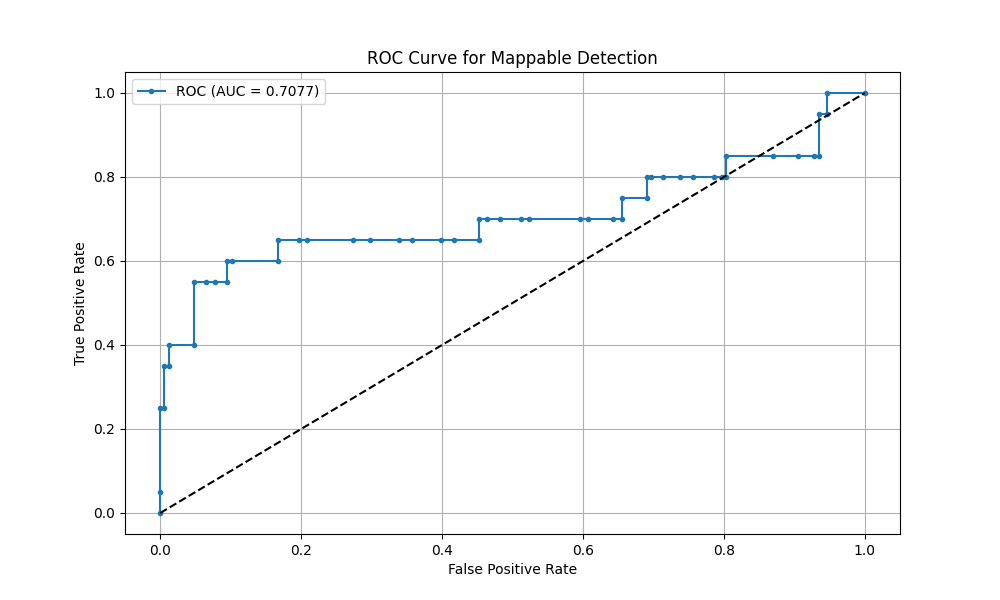 ROC Curve for Mappable Detection
ROC (AUC = 0.7077)
True Positive Rate
1.0
0.8
0.6
0.4
0.2
0.0
0.0 0.2 0.4 0.6 0.8 1.0
False Positive Rate